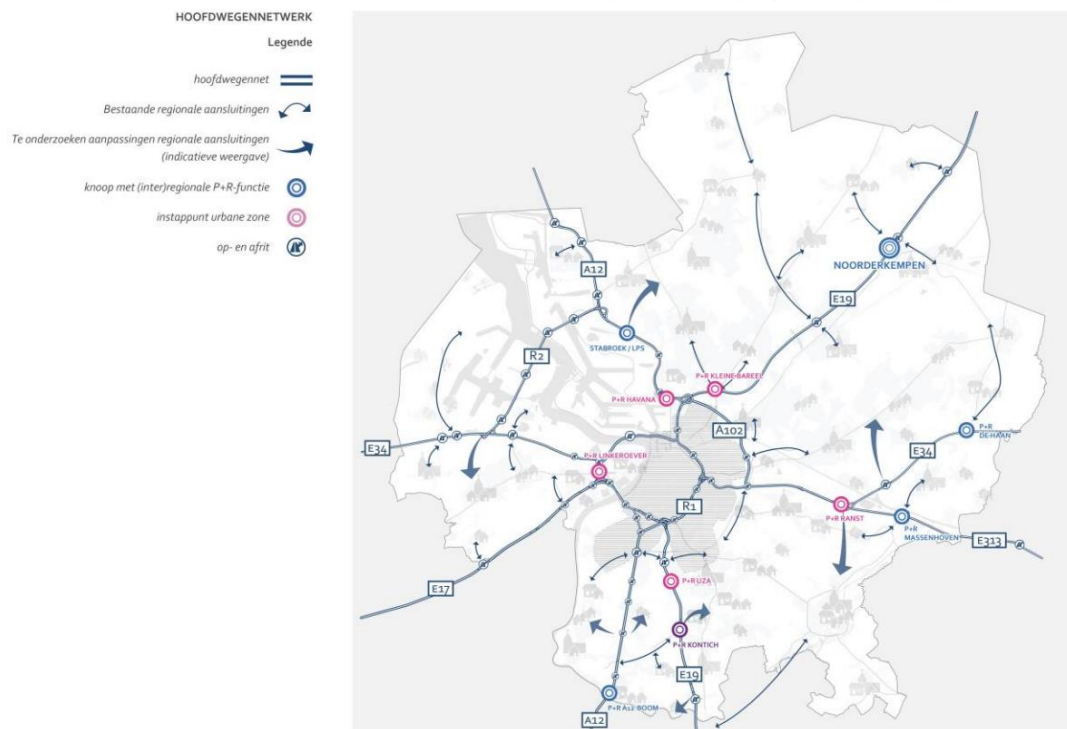 HOOFDWEGENNETWERK
Legende
hoofdwegennet
Bestaande regionale aansluitingen
Te onderzoeken aanpassingen regionale aansluitingen
(indicatieve weergave)
knoop met (inter)regionale P+R-functie
instappunt urbane zone
op- en afrit
NOORDERKEMPEN
A12
E19
STABROEK / LPS
R2
P+R KLEINE-BAREEL
P+R HAVANA
A102
P+R
DE-HAAN
E34
E34
P+R LINKEROEVER
R1
P+R RANST
P+R
MASSENHOVEN
E313
E17
P+R UZA
P+R KONTICH
E19
P+R A12-BOOM
A12